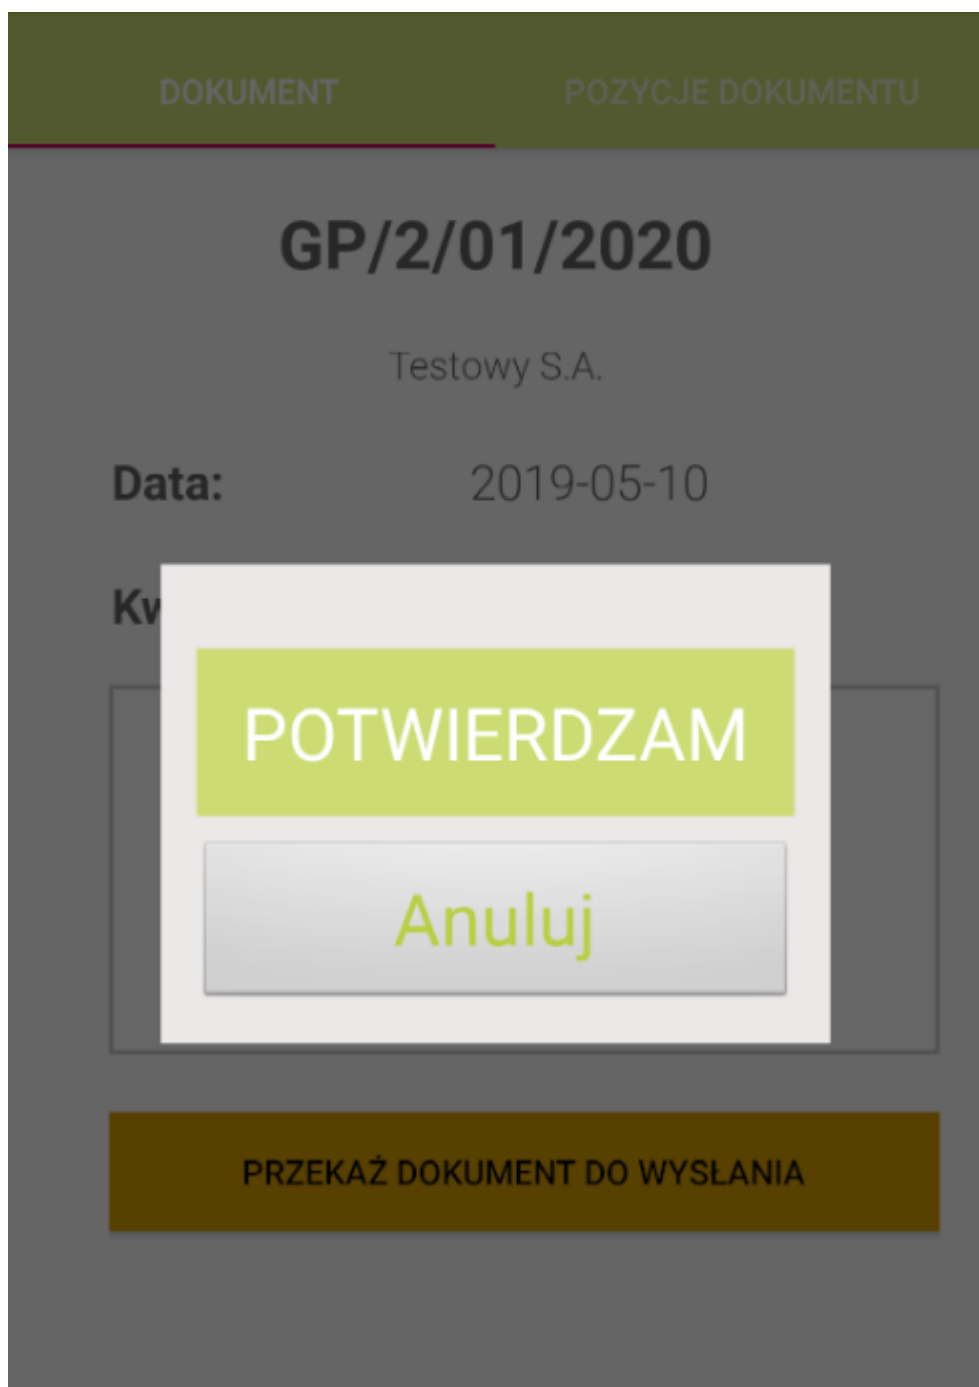 DOKUMENT POZYCJE DOKUMENTU
GP/2/01/2020
Testowy S.A.
Data: 2019-05-10
POTWIERDZAM
Anuluj
PRZEKAŻ DOKUMENT DO WYSŁANIA